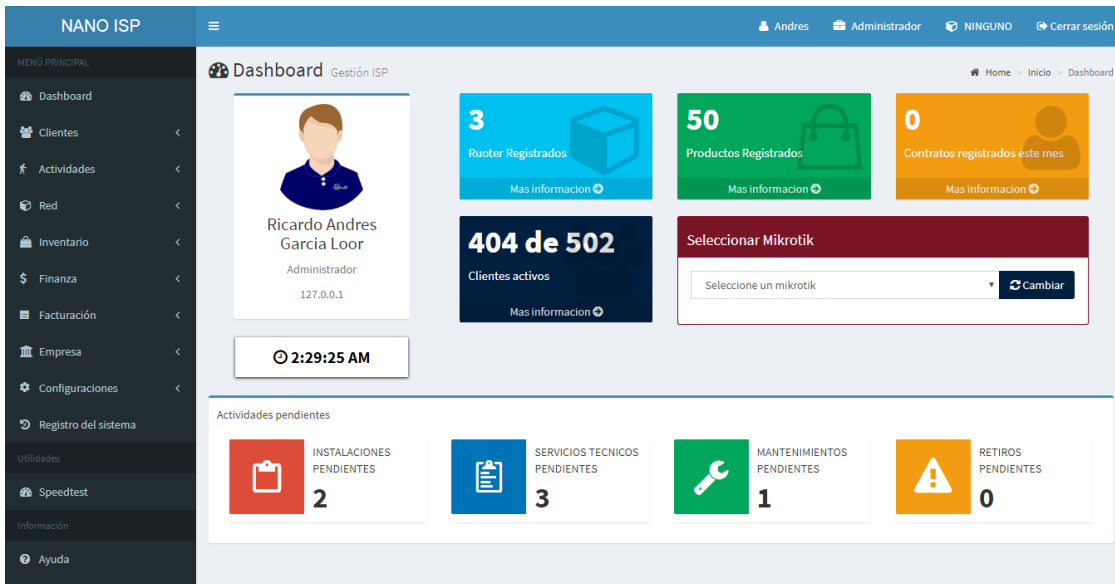 NANO ISP
Andres
Administrador
NINGUNO
Cerrar sesión
MENÚ PRINCIPAL
Dashboard
Clientes
Actividades
Red
Inventario
Finanza
Facturación
Empresa
Configuraciones
Registro del sistema
Utilidades
Speedtest
Información
Ayuda
Dashboard Gestión ISP
Home > Inicio > Dashboard
Ricardo Andres
Garcia Loor
Administrador
127.0.0.1
2:29:25 AM
3
Ruoter Registrados
Mas informacion
50
Productos Registrados
Mas informacion
0
Contratos registrados este mes
Mas informacion
404 de 502
Clientes activos
Mas informacion
Seleccionar Mikrotik
Seleccione un mikrotik
Cambiar
Actividades pendientes
INSTALACIONES
PENDIENTES
2
SERVICIOS TECNICOS
PENDIENTES
3
MANTENIMIENTOS
PENDIENTES
1
RETIROS
PENDIENTES
0